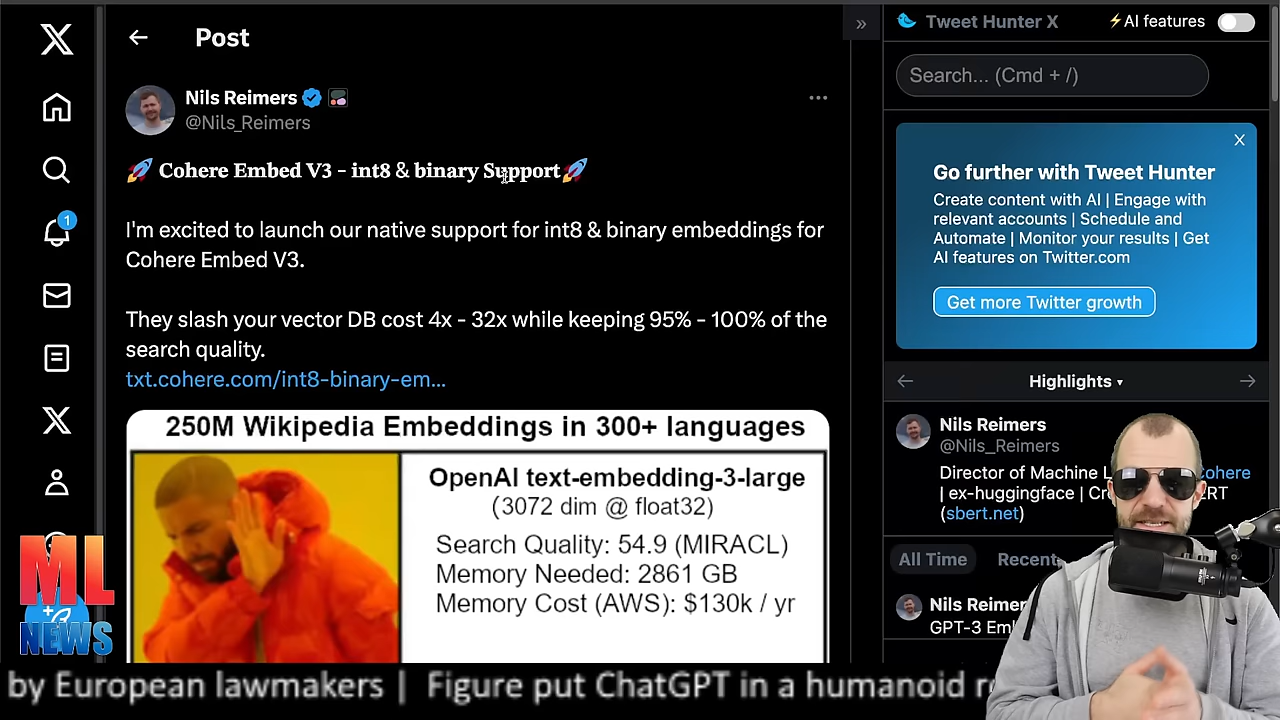 Post
Nils Reimers
@Nils_Reimers
🚀 Cohere Embed V3 - int8 & binary Support🚀
I'm excited to launch our native support for int8 & binary embeddings for
Cohere Embed V3.
They slash your vector DB cost 4x - 32x while keeping 95% - 100% of the
search quality.
txt.cohere.com/int8-binary-em...
250M Wikipedia Embeddings in 300+ languages
OpenAI text-embedding-3-large
(3072 dim @ float32)
Search Quality: 54.9 (MIRACL)
Memory Needed: 2861 GB
Memory Cost (AWS): $130k / yr
1
»
Tweet Hunter X
⚡AI features
Search... (Cmd + /)
X
Go further with Tweet Hunter
Create content with AI | Engage with
relevant accounts | Schedule and
Automate | Monitor your results | Get
AI features on Twitter.com
Get more Twitter growth
Highlights
Nils Reimers
@Nils_Reimers
Director of Machine L ohere
| ex-huggingface | Cr ERT
(sbert.net)
All Time Recent
Nils Reimer
GPT-3 Em
ML
NEWS
by European lawmakers | Figure put ChatGPT in a humanoid r